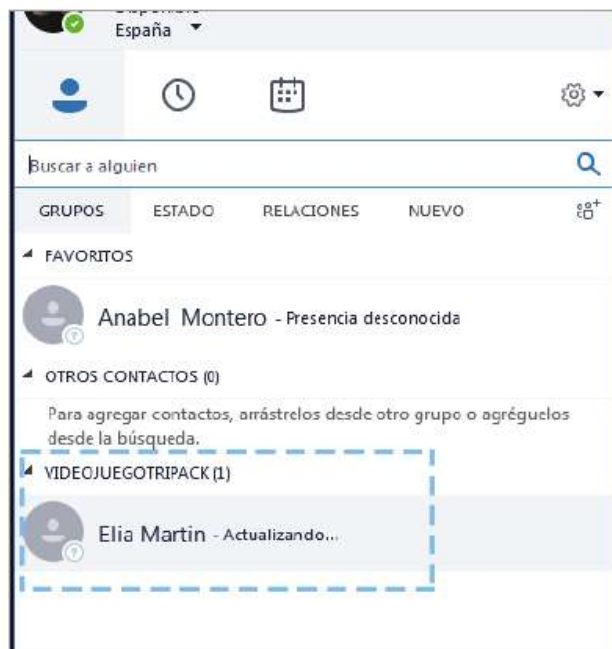 España
Buscar a alguien
GRUPOS ESTADO RELACIONES NUEVO
FAVORITOS
Anabel Montero - Presencia desconocida
OTROS CONTACTOS (0)
Para agregar contactos, arrástrelos desde otro grupo o agréguelos
desde la búsqueda.
VIDEOJUEGOTRIPACK (1)
Elia Martin - Actualizando...